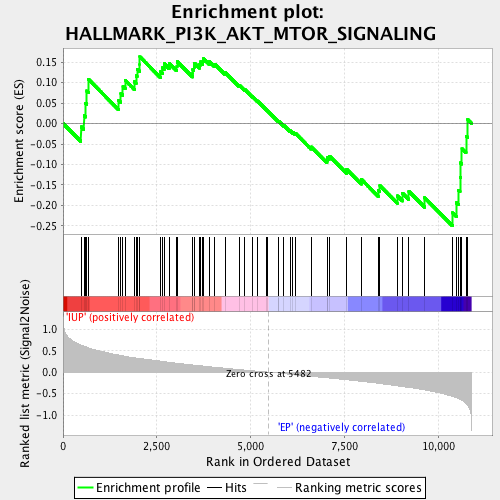 Enrichment plot:
HALLMARK_PI3K_AKT_MTOR_SIGNALING
Enrichment score (ES)
0.15
0.10
0.05
0.00
-0.05
-0.10
-0.15
-0.20
-0.25
'IUP' (positively correlated)
Ranked list metric (Signal2Noise)
1.0
0.5
0.0
-0.5
-1.0
Zero cross at 5482
'EP' (negatively correlated)
0
2,500
5,000
7,500
10,000
Rank in Ordered Dataset
Enrichment profile
Hits
Ranking metric scores